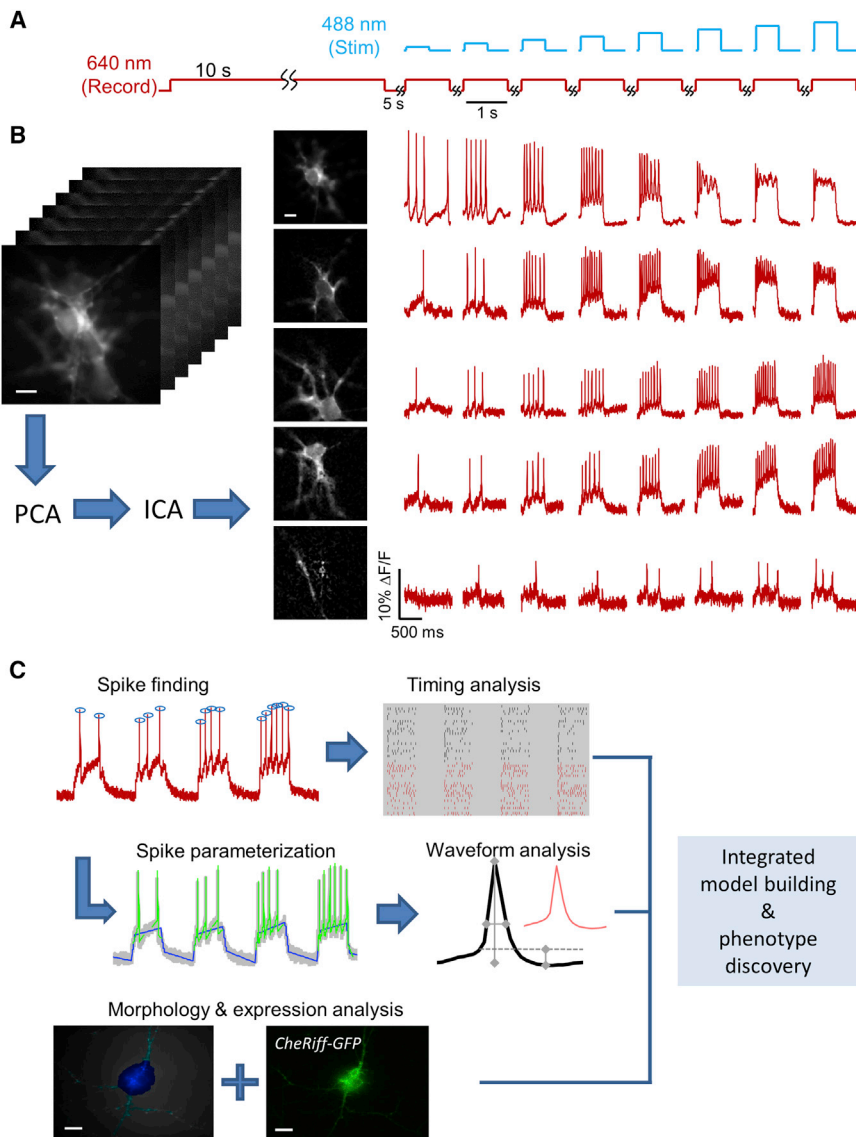 A
488 nm
(Stim)
640 nm
(Record)
10 s
5 s
1 s
B
PCA
ICA
10% ΔF/F
500 ms
C
Spike finding
Timing analysis
Spike parameterization
Waveform analysis
Integrated
model building
&
phenotype
discovery
Morphology & expression analysis
CheRiff-GFP